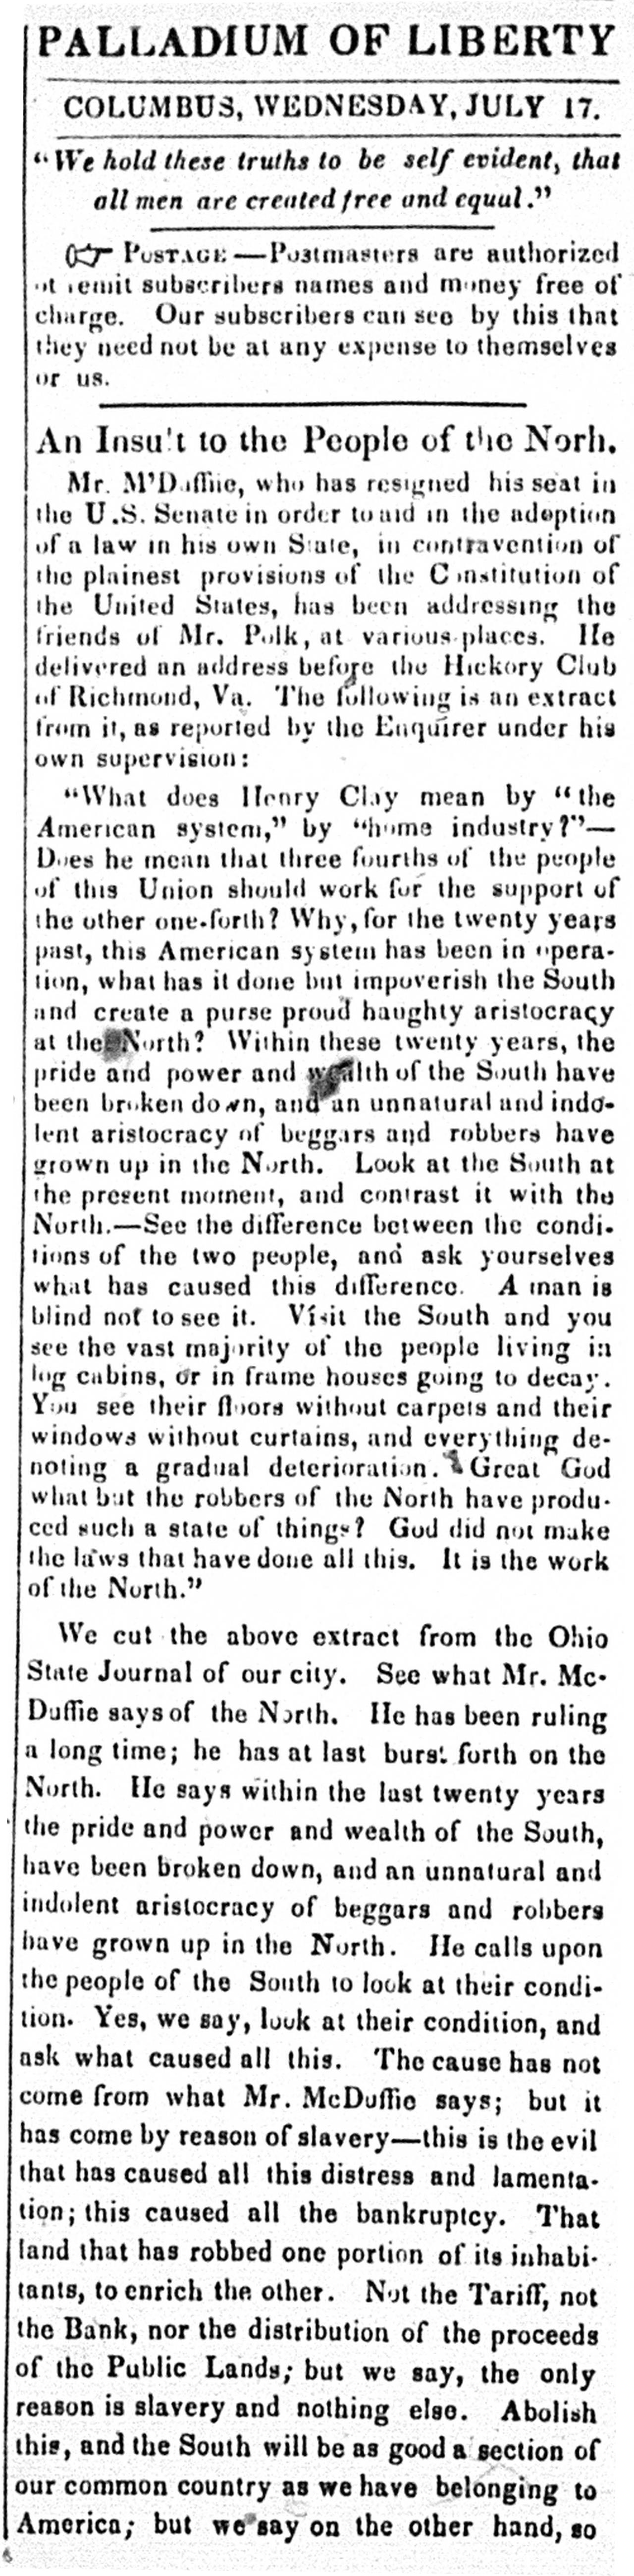 PALLADIUM OF LIBERTY
COLUMBUS, WEDNESDAY, JULY 17.
"We hold these truths to be self evident, that
all men are created free and equal."
☞ POSTAGE—Postmasters are authorized
ot remit subscribers names and money free of
charge. Our subscribers can see by this that
they need not be at any expense to themselves
or us.
An Insult to the People of the Norh.
Mr. M'Duffie, who has resigned his seat in
the U.S. Senate in order to aid in the adoption
of a law in his own State, in contravention of
the plainest provisions of the Constitution of
the United States, has been addressing the
friends of Mr. Polk, at various places. He
delivered an address before the Hickory Club
of Richmond, Va. The following is an extract
from it, as reported by the Enquirer under his
own supervision:
"What does Henry Clay mean by "the
American system," by "home industry?"—
Does he mean that three fourths of the people
of this Union should work for the support of
the other one-forth? Why, for the twenty years
past, this American system has been in opera-
tion, what has it done but impoverish the South
and create a purse proud haughty aristocracy
at the North? Within these twenty years, the
pride and power and wealth of the South have
been broken down, and an unnatural and indo-
lent aristocracy of beggars and robbers have
grown up in the North. Look at the South at
the present moment, and contrast it with the
North.—See the difference between the condi-
tions of the two people, and ask yourselves
what has caused this difference. A man is
blind not to see it. Visit the South and you
see the vast majority of the people living in
log cabins, or in frame houses going to decay.
You see their floors without carpets and their
windows without curtains, and everything de-
noting a gradual deterioration. Great God
what but the robbers of the North have produ-
ced such a state of things? God did not make
the laws that have done all this. It is the work
of the North."
We cut the above extract from the Ohio
State Journal of our city. See what Mr. Mc-
Duffie says of the North. He has been ruling
a long time; he has at last burst forth on the
North. He says within the last twenty years
the pride and power and wealth of the South,
have been broken down, and an unnatural and
indolent aristocracy of beggars and robbers
have grown up in the North. He calls upon
the people of the South to look at their condi-
tion. Yes, we say, look at their condition, and
ask what caused all this. The cause has not
come from what Mr. McDuffie says; but it
has come by reason of slavery—this is the evil
that has caused all this distress and lamenta-
tion; this caused all the bankruptcy. That
land that has robbed one portion of its inhabi-
tants, to enrich the other. Not the Tariff, not
the Bank, nor the distribution of the proceeds
of the Public Lands; but we say, the only
reason is slavery and nothing else. Abolish
this, and the South will be as good a section of
our common country as we have belonging to
America; but we say on the other hand, so